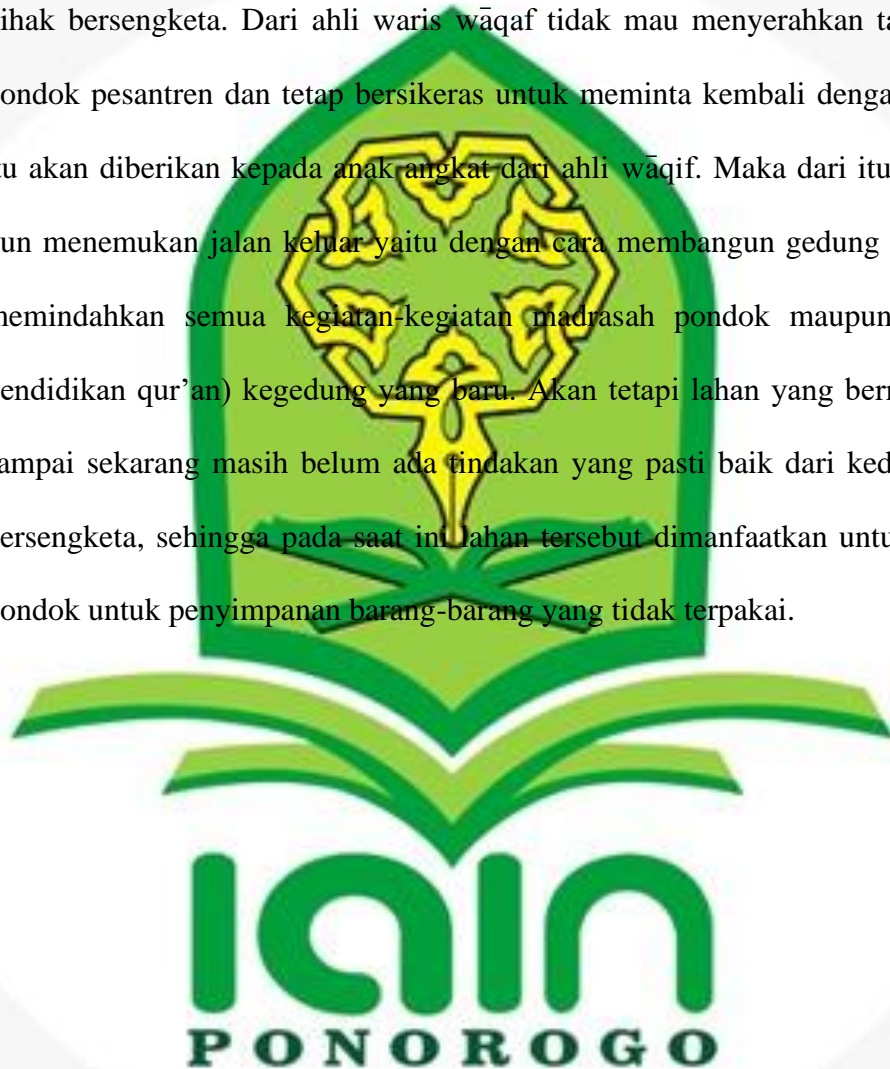 ihak bersengketa. Dari ahli waris wāqaf tidak mau menyerahkan ta
ondok pesantren dan tetap bersikeras untuk meminta kembali denga
tu akan diberikan kepada anak angkat dari ahli wāqif. Maka dari itu
un menemukan jalan keluar yaitu dengan cara membangun gedung
nemindahkan semua kegiatan-kegiatan madrasah pondok maupun
endidikan qur’an) kegedung yang baru. Akan tetapi lahan yang
ampai sekarang masih belum ada tindakan yang pasti baik dari ked
ersengketa, sehingga pada saat ini lahan tersebut dimanfaatkan untu
ondok untuk penyimpanan barang-barang yang tidak terpakai.
iain
PONOROGO